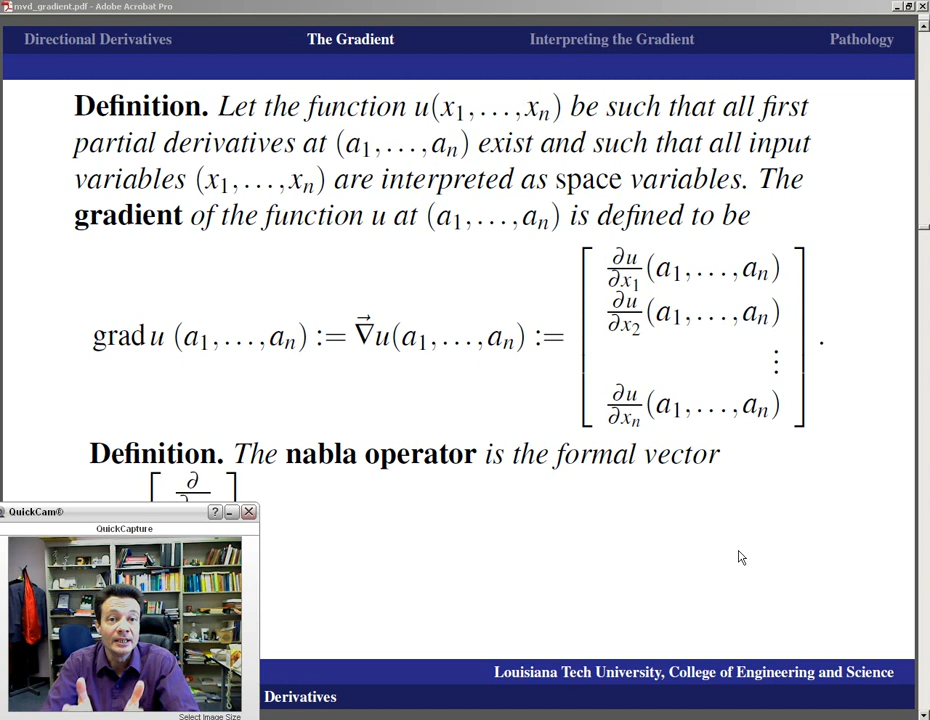 mvd_gradient.pdf - Adobe Acrobat Pro
Directional Derivatives The Gradient Interpreting the Gradient Pathology
Definition. Let the function u(x₁,…,xₙ) be such that all first
partial derivatives at (a₁,…,aₙ) exist and such that all input
variables (x₁,…,xₙ) are interpreted as space variables. The
gradient of the function u at (a₁,…,aₙ) is defined to be
grad u (a₁,…,aₙ) := ∇⃗u(a₁,…,aₙ) := [ ∂u/∂x₁(a₁,…,aₙ)
∂u/∂x₂(a₁,…,aₙ)
⋮
∂u/∂xₙ(a₁,…,aₙ) ] .
Definition. The nabla operator is the formal vector
[ ∂ ]
QuickCam®
QuickCapture
Select Image Size
Louisiana Tech University, College of Engineering and Science
Derivatives